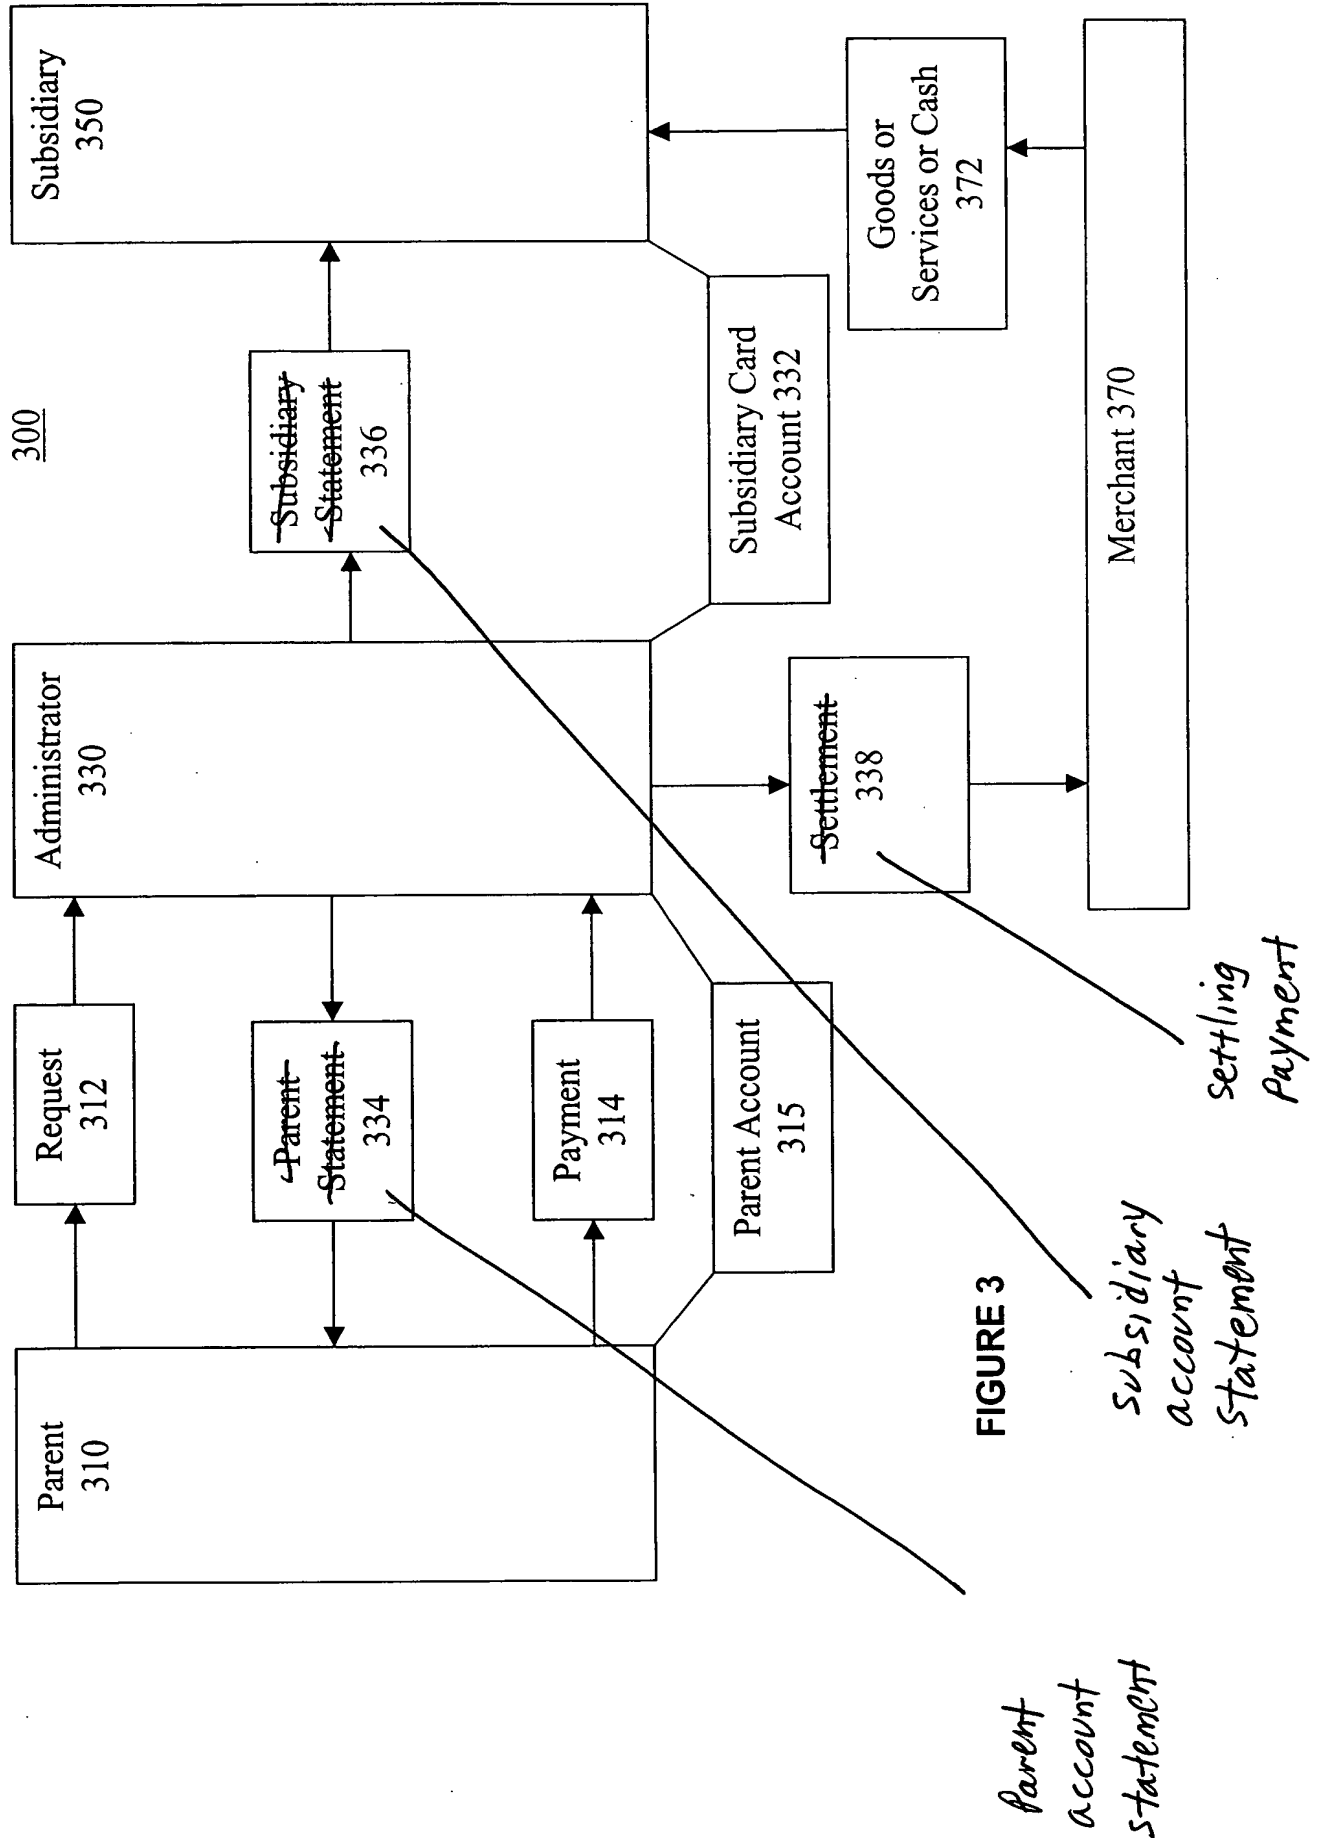 300
Parent
310
Request
312
Administrator
330
Subsidiary
350
Parent
Statement
334
Subsidiary
Statement
336
Payment
314
Parent Account
315
Subsidiary Card
Account 332
Settlement
338
Goods or
Services or Cash
372
Merchant 370
FIGURE 3
Parent
account
statement
subsidiary
account
statement
settling
payment